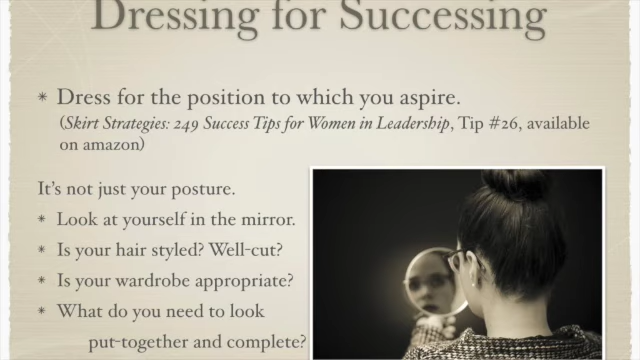 Dressing for Successing
* Dress for the position to which you aspire.
(Skirt Strategies: 249 Success Tips for Women in Leadership, Tip #26, available
on amazon)
It's not just your posture.
* Look at yourself in the mirror.
* Is your hair styled? Well-cut?
* Is your wardrobe appropriate?
* What do you need to look
put-together and complete?